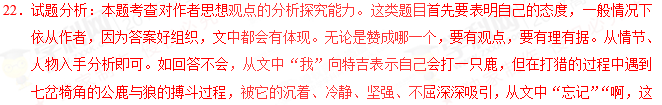 22．试题分析：本题考查对作者思想观点的分析探究能力。这类题目首先要表明自己的态度，一般情况下
依从作者，因为答案好组织，文中都会有体现。无论是赞成哪一个，要有观点，要有理有据。从情节、
人物入手分析即可。如回答不会，从文中“我”向特吉表示自己会打一只鹿，但在打猎的过程中遇到
七岔犄角的公鹿与狼的搏斗过程，被它的沉着、冷静、坚强、不屈深深吸引，从文中“忘记”“啊，这